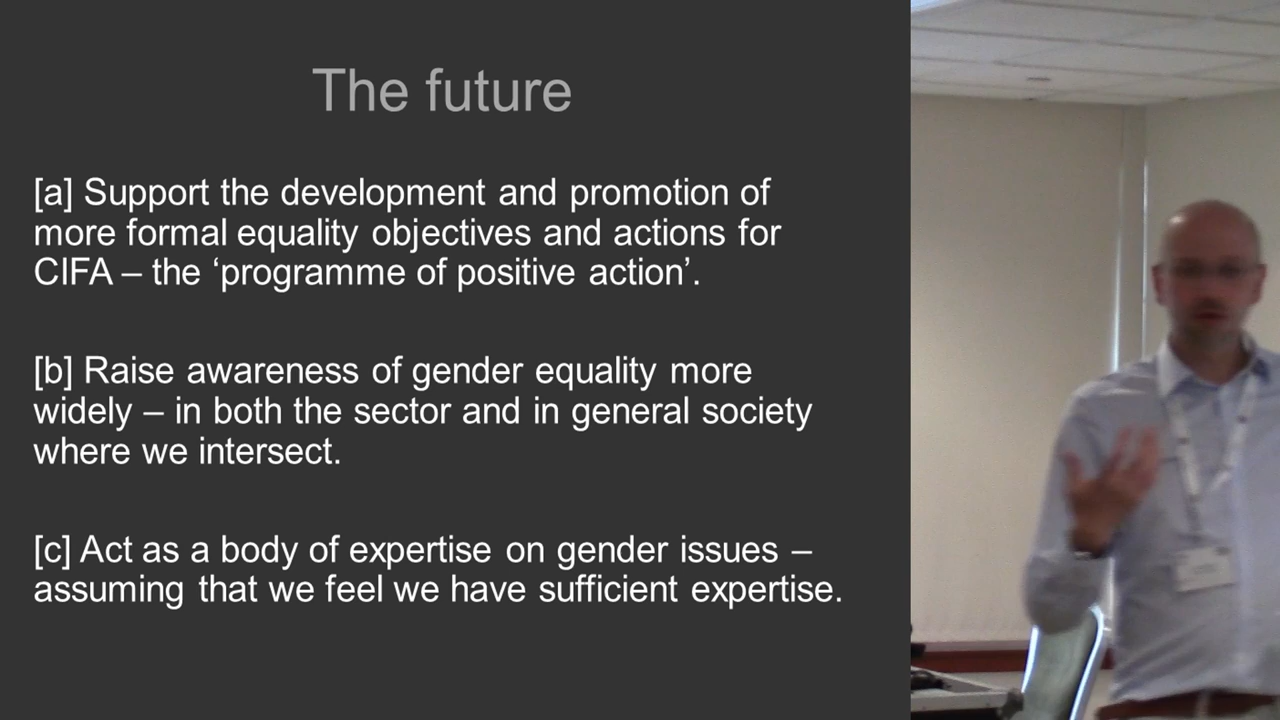 The future
[a] Support the development and promotion of
more formal equality objectives and actions for
CIFA – the ‘programme of positive action’.
[b] Raise awareness of gender equality more
widely – in both the sector and in general society
where we intersect.
[c] Act as a body of expertise on gender issues –
assuming that we feel we have sufficient expertise.